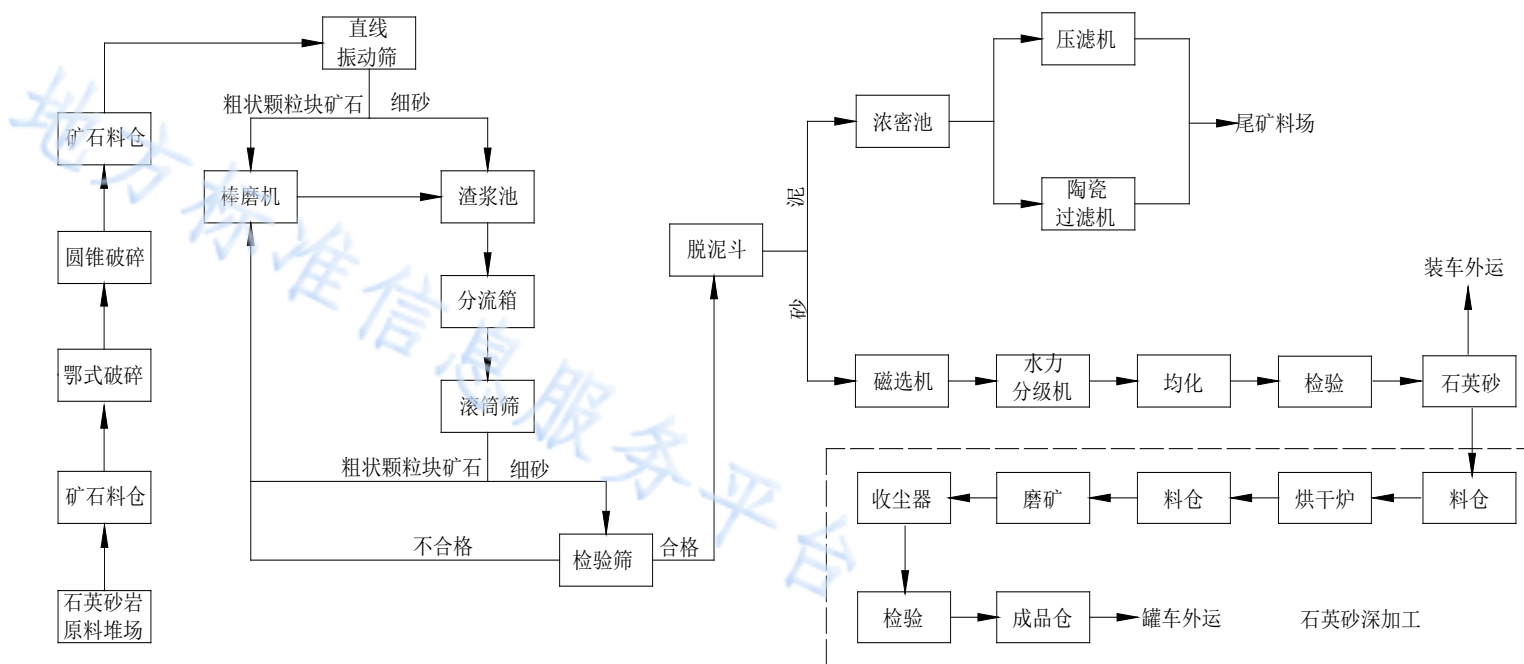 直线
振动筛
粗状颗粒块矿石
细砂
矿石料仓
棒磨机
渣浆池
圆锥破碎
分流箱
鄂式破碎
滚筒筛
粗状颗粒块矿石
细砂
矿石料仓
不合格
检验筛
合格
石英砂岩
原料堆场
脱泥斗
泥
砂
浓密池
压滤机
陶瓷
过滤机
尾矿料场
磁选机
水力
分级机
均化
检验
石英砂
装车外运
收尘器
磨矿
料仓
烘干炉
料仓
检验
成品仓
罐车外运
石英砂深加工
地方标准信息服务平台